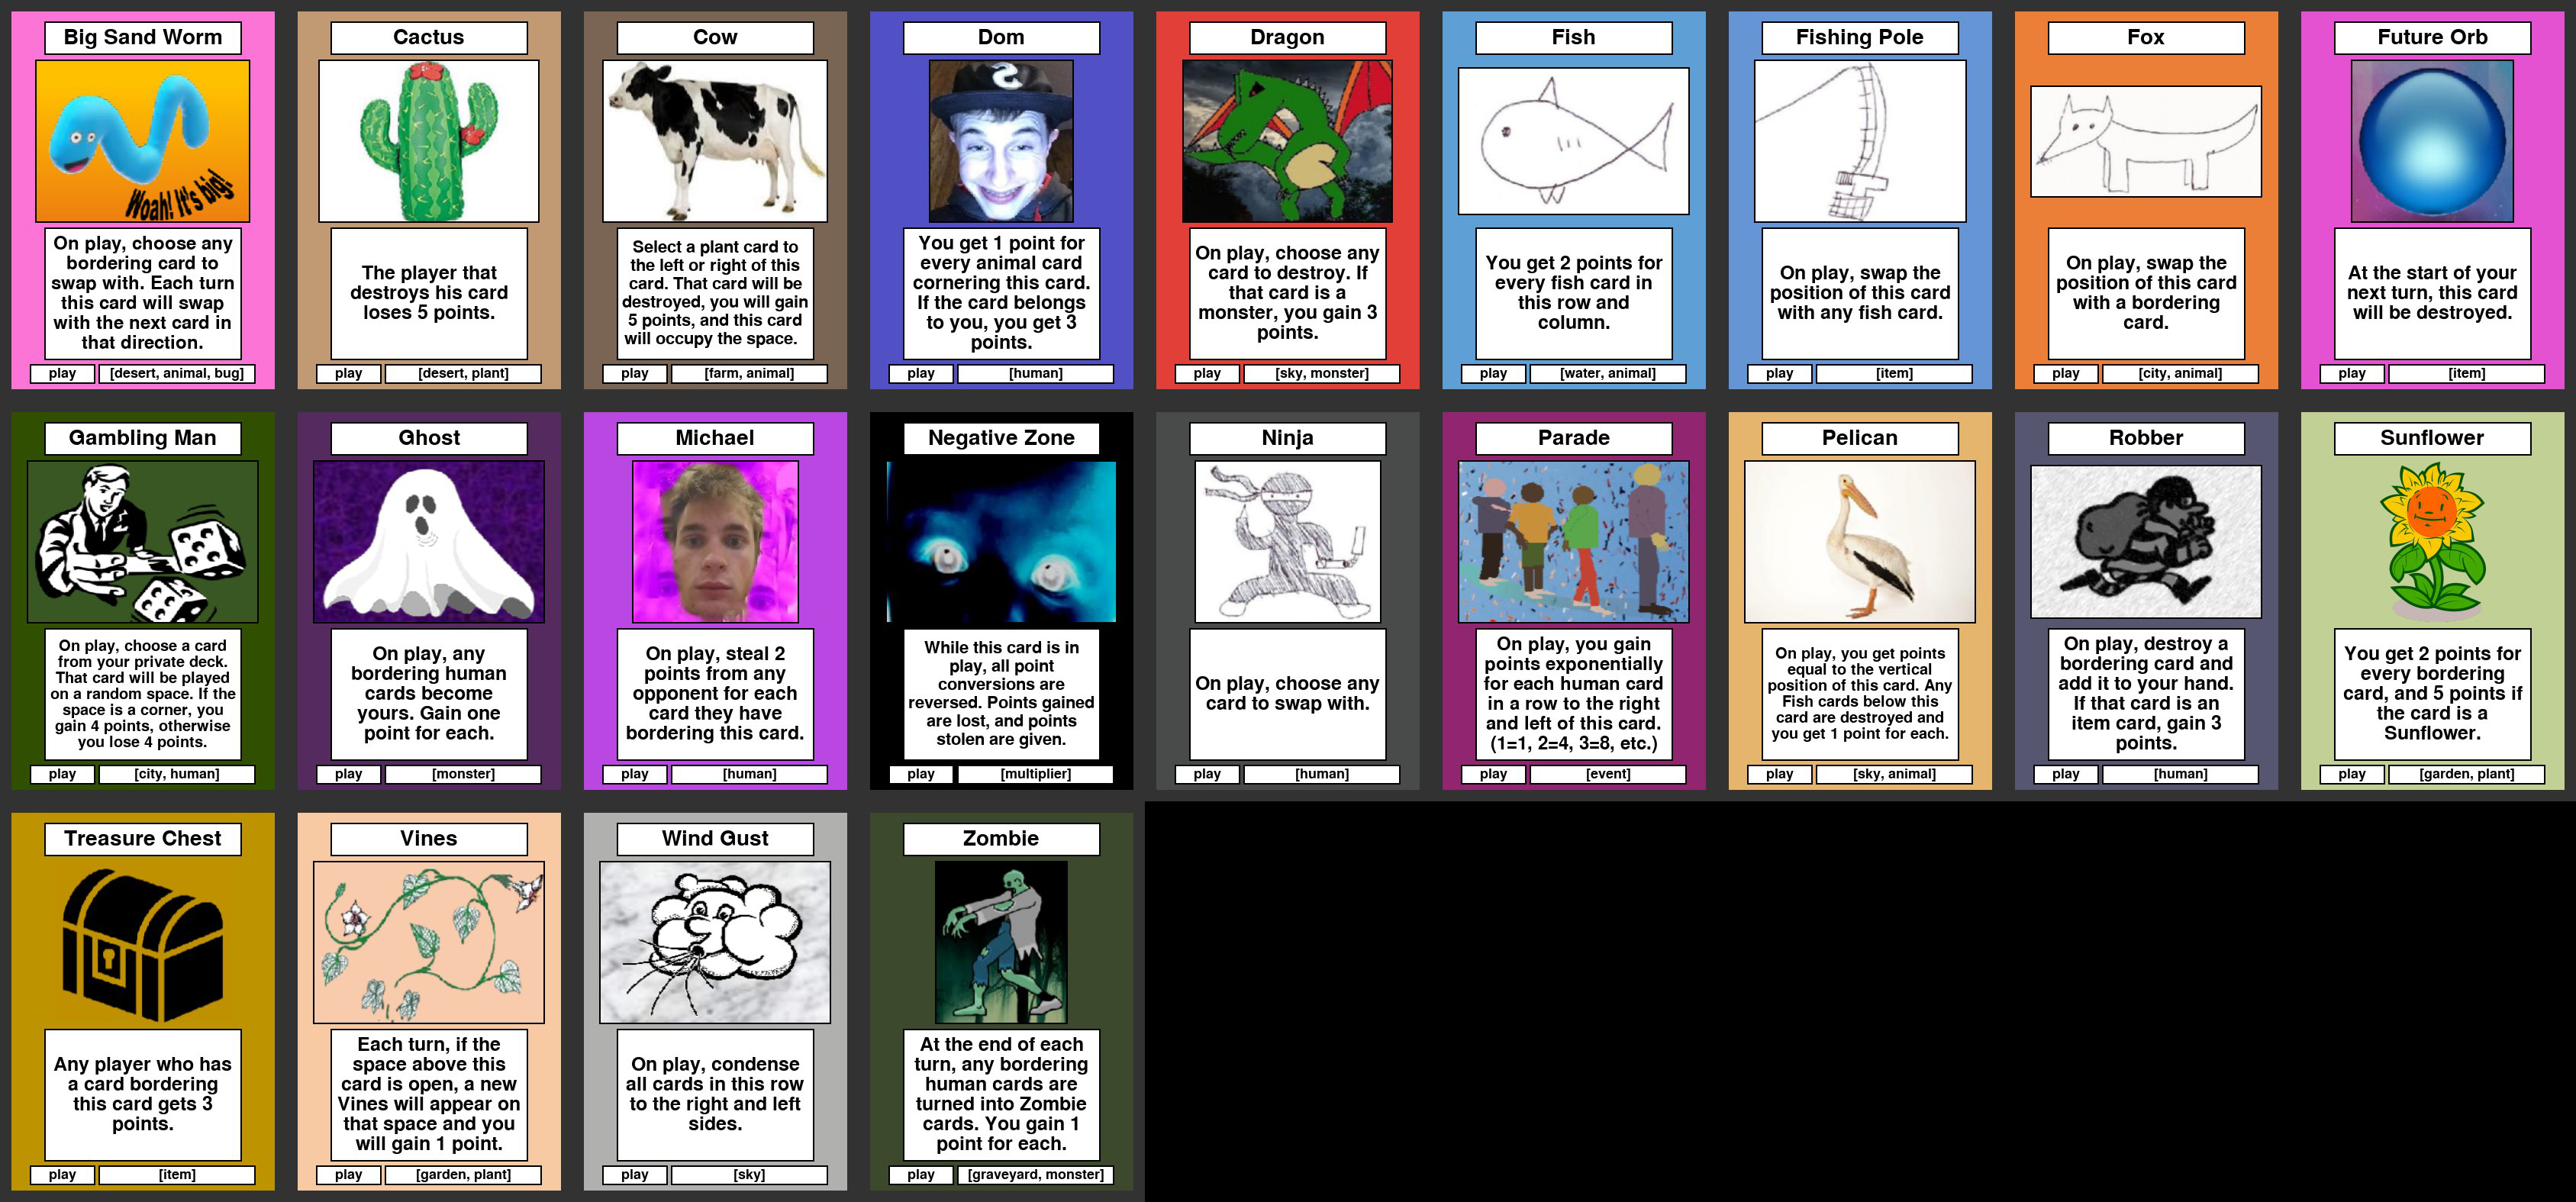 Big Sand Worm
Woah! It's big!
On play, choose any
bordering card to
swap with. Each turn
this card will swap
with the next card in
that direction.
play
[desert, animal, bug]
Cactus
The player that
destroys his card
loses 5 points.
play
[desert, plant]
Cow
Select a plant card to
the left or right of this
card. That card will be
destroyed, you will gain
5 points, and this card
will occupy the space.
play
[farm, animal]
Dom
You get 1 point for
every animal card
cornering this card.
If the card belongs
to you, you get 3
points.
play
[human]
Dragon
On play, choose any
card to destroy. If
that card is a
monster, you gain 3
points.
play
[sky, monster]
Fish
You get 2 points for
every fish card in
this row and
column.
play
[water, animal]
Fishing Pole
On play, swap the
position of this card
with any fish card.
play
[item]
Fox
On play, swap the
position of this card
with a bordering
card.
play
[city, animal]
Future Orb
At the start of your
next turn, this card
will be destroyed.
play
[item]
Gambling Man
On play, choose a card
from your private deck.
That card will be played
on a random space. If the
space is a corner, you
gain 4 points, otherwise
you lose 4 points.
play
[city, human]
Ghost
On play, any
bordering human
cards become
yours. Gain one
point for each.
play
[monster]
Michael
On play, steal 2
points from any
opponent for each
card they have
bordering this card.
play
[human]
Negative Zone
While this card is in
play, all point
conversions are
reversed. Points gained
are lost, and points
stolen are given.
play
[multiplier]
Ninja
On play, choose any
card to swap with.
play
[human]
Parade
On play, you gain
points exponentially
for each human card
in a row to the right
and left of this card.
(1=1, 2=4, 3=8, etc.)
play
[event]
Pelican
On play, you get points
equal to the vertical
position of this card. Any
Fish cards below this
card are destroyed and
you get 1 point for each.
play
[sky, animal]
Robber
On play, destroy a
bordering card and
add it to your hand.
If that card is an
item card, gain 3
points.
play
[human]
Sunflower
You get 2 points for
every bordering
card, and 5 points if
the card is a
Sunflower.
play
[garden, plant]
Treasure Chest
Any player who has
a card bordering
this card gets 3
points.
play
[item]
Vines
Each turn, if the
space above this
card is open, a new
Vines will appear on
that space and you
will gain 1 point.
play
[garden, plant]
Wind Gust
On play, condense
all cards in this row
to the right and left
sides.
play
[sky]
Zombie
At the end of each
turn, any bordering
human cards are
turned into Zombie
cards. You gain 1
point for each.
play
[graveyard, monster]